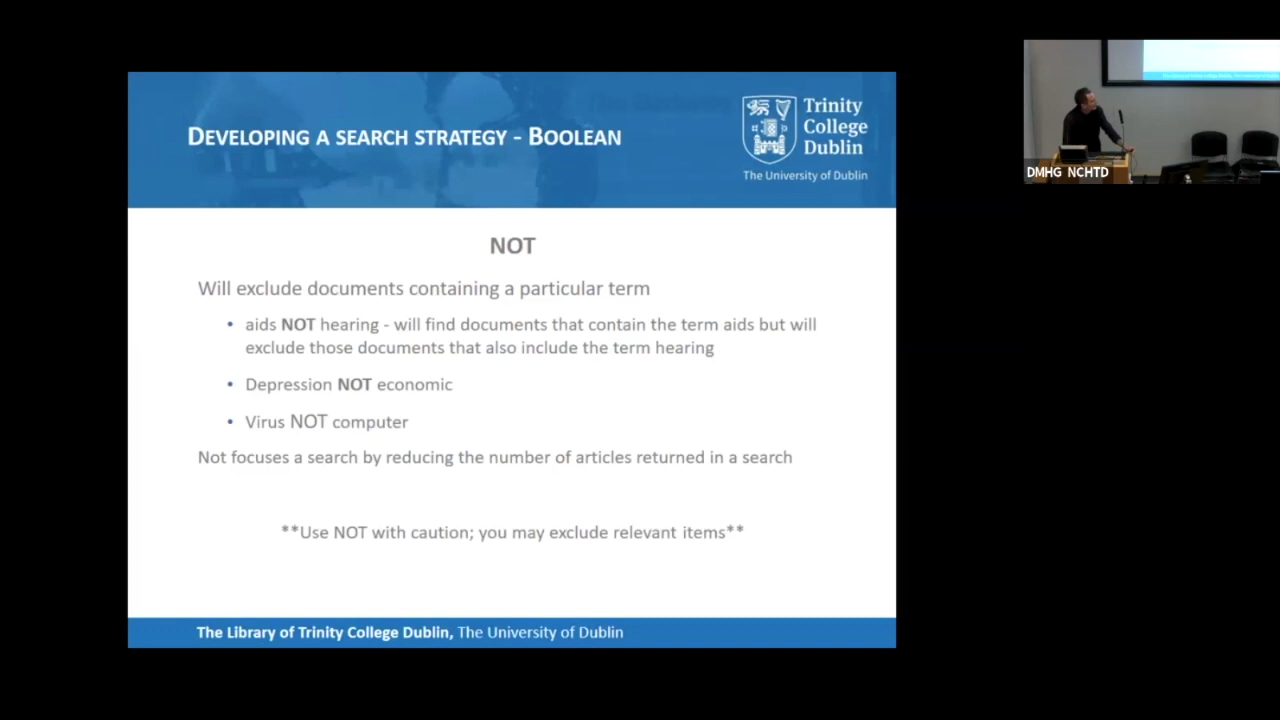 DEVELOPING A SEARCH STRATEGY - BOOLEAN
Trinity
College
Dublin
The University of Dublin
NOT
Will exclude documents containing a particular term
• aids NOT hearing - will find documents that contain the term aids but will
exclude those documents that also include the term hearing
• Depression NOT economic
• Virus NOT computer
Not focuses a search by reducing the number of articles returned in a search
**Use NOT with caution; you may exclude relevant items**
The Library of Trinity College Dublin, The University of Dublin
DMHG NCHTD